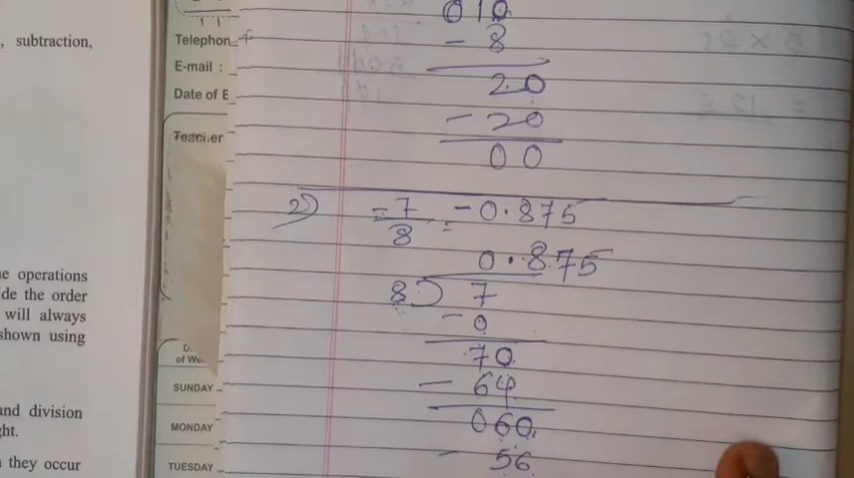 , subtraction,
e operations
de the order
will always
shown using
and division
ght.
they occur
Telephon
E-mail :
Date of B
Teacher
of We
SUNDAY
MONDAY
TUESDAY
010
- 8
20
- 20
00
2) -7/8 = -0.875
0.875
8) 7
- 0
70
- 64
060
- 56